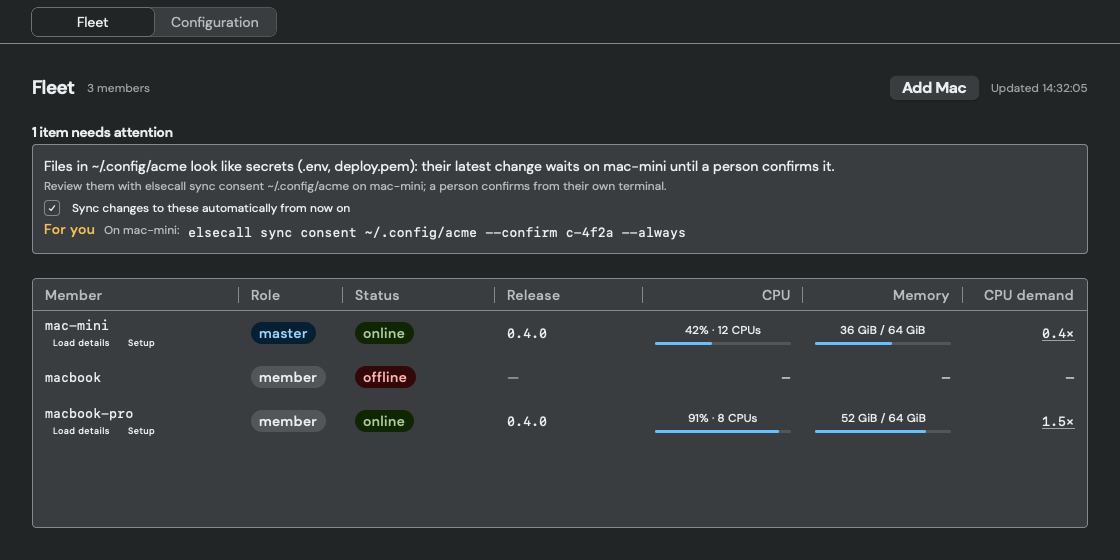 Fleet Configuration
Fleet 3 members Add Mac Updated 14:32:05
1 item needs attention
Files in ~/.config/acme look like secrets (.env, deploy.pem): their latest change waits on mac-mini until a person confirms it.
Review them with elsecall sync consent ~/.config/acme on mac-mini; a person confirms from their own terminal.
Sync changes to these automatically from now on
For you On mac-mini: elsecall sync consent ~/.config/acme --confirm c-4f2a --always
Member Role Status Release CPU Memory CPU demand
mac-mini master online 0.4.0 42% · 12 CPUs 36 GiB / 64 GiB 0.4×
Load details Setup
macbook member offline — — — —
macbook-pro member online 0.4.0 91% · 8 CPUs 52 GiB / 64 GiB 1.5×
Load details Setup